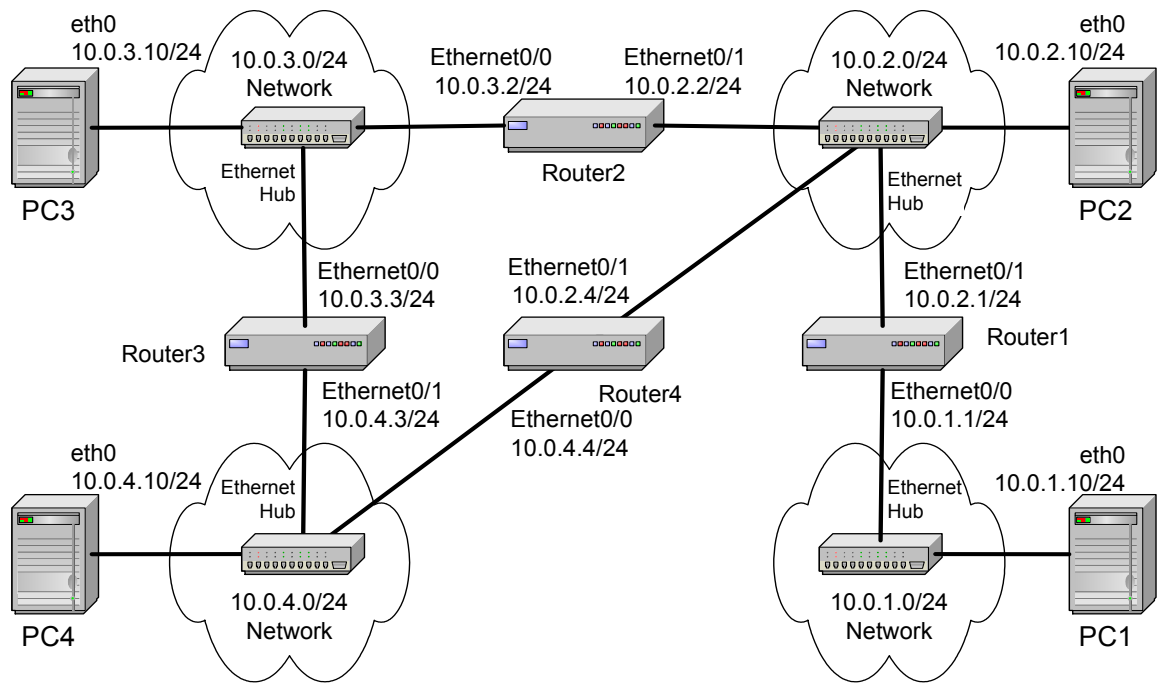 eth0
10.0.3.10/24
10.0.3.0/24
Network
Ethernet0/0
10.0.3.2/24
Ethernet0/1
10.0.2.2/24
10.0.2.0/24
Network
eth0
10.0.2.10/24
Ethernet
Hub
Router2
Ethernet
Hub
PC3
PC2
Ethernet0/0
10.0.3.3/24
Ethernet0/1
10.0.2.4/24
Ethernet0/1
10.0.2.1/24
Router3
Router1
Ethernet0/1
10.0.4.3/24
Router4
Ethernet0/0
10.0.4.4/24
Ethernet0/0
10.0.1.1/24
eth0
10.0.4.10/24
Ethernet
Hub
Ethernet
Hub
eth0
10.0.1.10/24
10.0.4.0/24
Network
10.0.1.0/24
Network
PC4
PC1